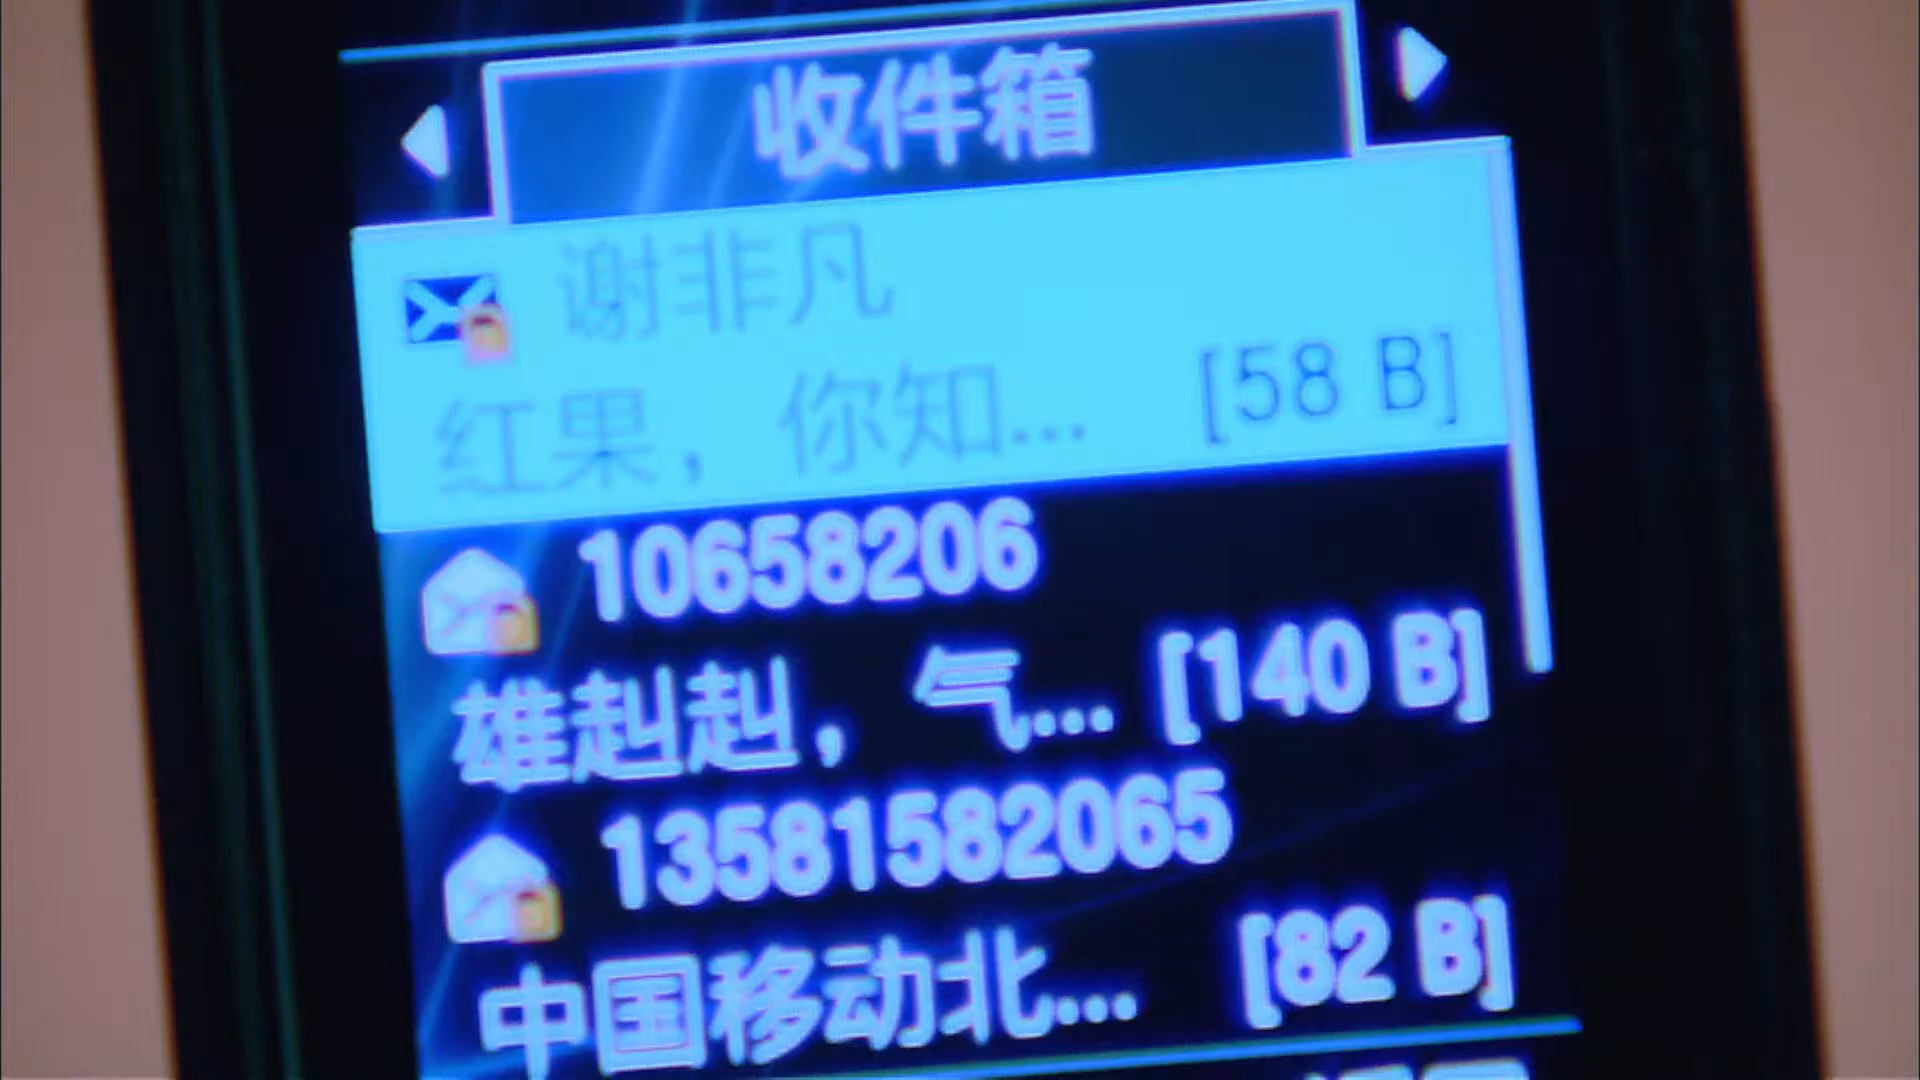 收件箱
谢非凡
红果，你知... [58 B]
10658206
雄赳赳，气... [140 B]
13581582065
中国移动北... [82 B]